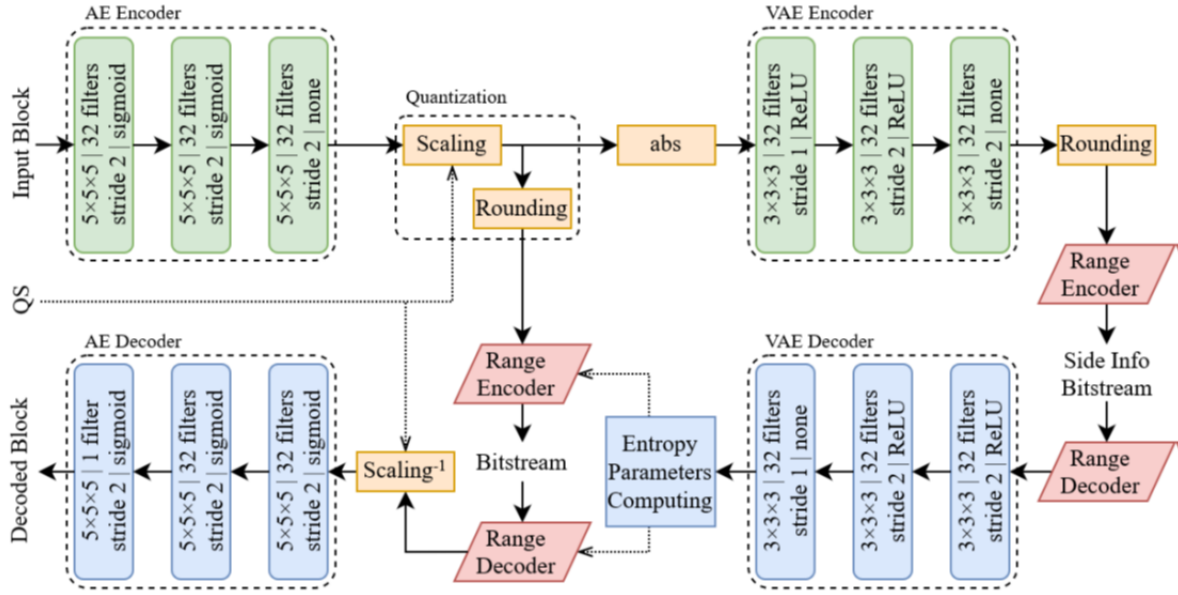 AE Encoder
VAE Encoder
Input Block
5×5×5 | 32 filters
stride 2 | sigmoid
5×5×5 | 32 filters
stride 2 | sigmoid
5×5×5 | 32 filters
stride 2 | none
Quantization
Scaling
Rounding
abs
3×3×3 | 32 filters
stride 1 | ReLU
3×3×3 | 32 filters
stride 2 | ReLU
3×3×3 | 32 filters
stride 2 | none
Rounding
Range
Encoder
Side Info
Bitstream
Range
Decoder
QS
AE Decoder
VAE Decoder
Decoded Block
5×5×5 | 1 filter
stride 2 | sigmoid
5×5×5 | 32 filters
stride 2 | sigmoid
5×5×5 | 32 filters
stride 2 | sigmoid
Scaling⁻¹
Range
Encoder
Bitstream
Range
Decoder
Entropy
Parameters
Computing
3×3×3 | 32 filters
stride 1 | none
3×3×3 | 32 filters
stride 2 | ReLU
3×3×3 | 32 filters
stride 2 | ReLU